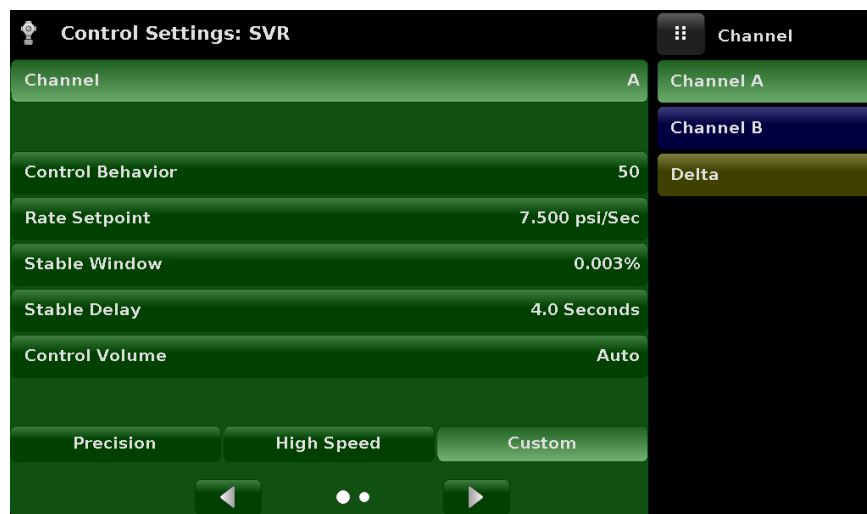 Control Settings: SVR
Channel A
Control Behavior 50
Rate Setpoint 7.500 psi/Sec
Stable Window 0.003%
Stable Delay 4.0 Seconds
Control Volume Auto
Precision High Speed Custom
Channel
Channel A
Channel B
Delta